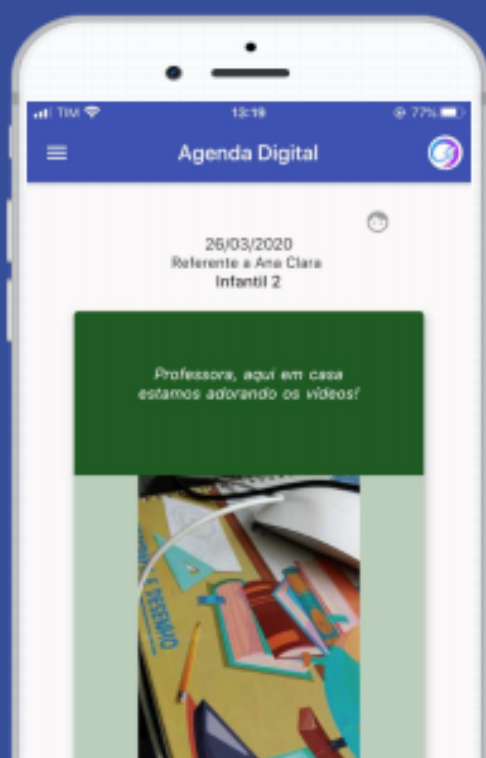 TIM
13:19
77%
Agenda Digital
26/03/2020
Referente a Ana Clara
Infantil 2
Professora, aqui em casa
estamos adorando os vídeos!
E DESENHO